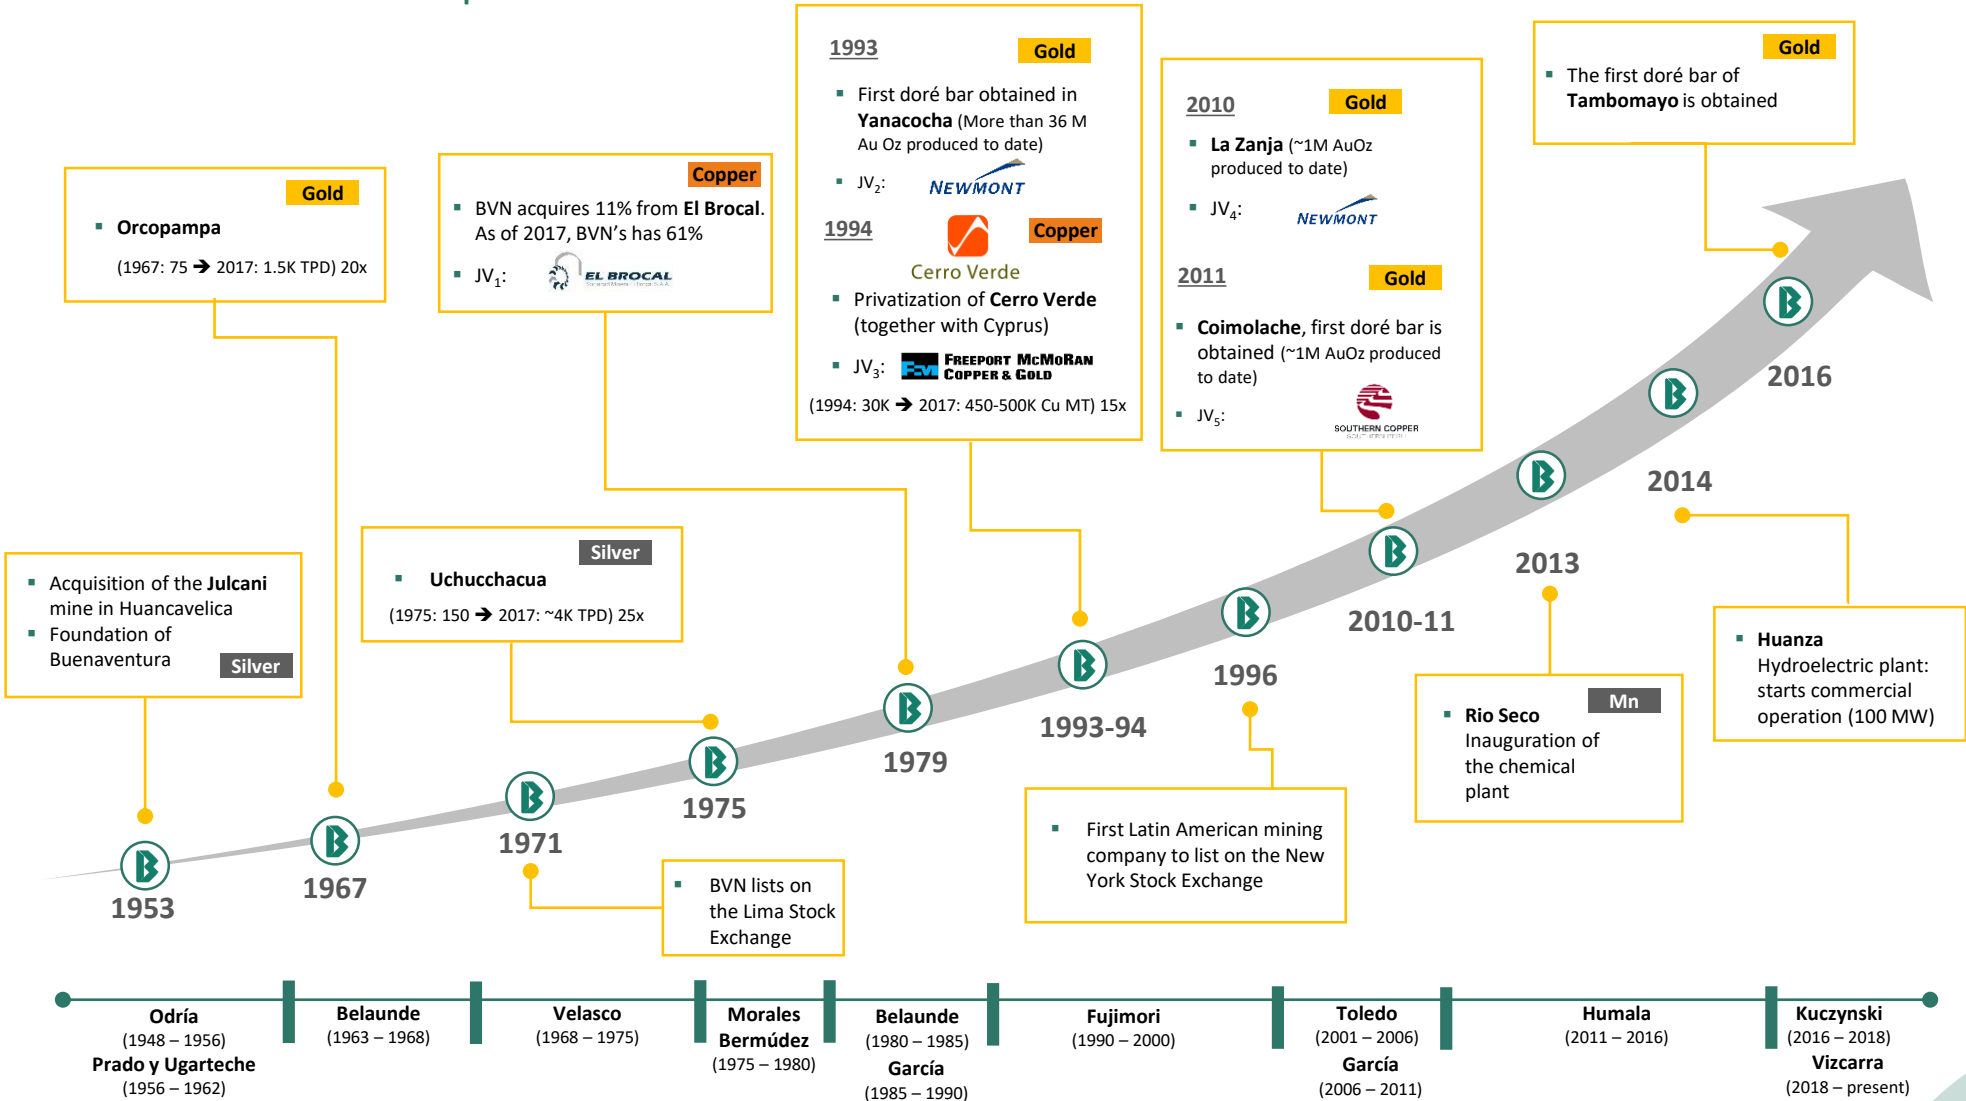 Gold
Orcopampa
(1967: 75 ➔ 2017: 1.5K TPD) 20x
Copper
BVN acquires 11% from El Brocal.
As of 2017, BVN's has 61%
JV1:
EL BROCAL
1993
Gold
First doré bar obtained in
Yanacocha (More than 36 M
Au Oz produced to date)
JV2:
NEWMONT
1994
Copper
Cerro Verde
Privatization of Cerro Verde
(together with Cyprus)
JV3:
FCX
FREEPORT McMoRAN
COPPER & GOLD
(1994: 30K ➔ 2017: 450-500K Cu MT) 15x
2010
Gold
La Zanja (~1M AuOz
produced to date)
JV4:
NEWMONT
2011
Gold
Coimolache, first doré bar is
obtained (~1M AuOz produced
to date)
JV5:
SOUTHERN COPPER
SOUTHERN PERU
Gold
The first doré bar of
Tambomayo is obtained
Acquisition of the Julcani
mine in Huancavelica
Foundation of
Buenaventura
Silver
Silver
Uchucchacua
(1975: 150 ➔ 2017: ~4K TPD) 25x
1953
1967
1971
1975
1979
1993-94
1996
2010-11
2013
2014
2016
BVN lists on
the Lima Stock
Exchange
First Latin American mining
company to list on the New
York Stock Exchange
Mn
Rio Seco
Inauguration of
the chemical
plant
Huanza
Hydroelectric plant:
starts commercial
operation (100 MW)
Odría
(1948 – 1956)
Prado y Ugarteche
(1956 – 1962)
Belaunde
(1963 – 1968)
Velasco
(1968 – 1975)
Morales
Bermúdez
(1975 – 1980)
Belaunde
(1980 – 1985)
García
(1985 – 1990)
Fujimori
(1990 – 2000)
Toledo
(2001 – 2006)
García
(2006 – 2011)
Humala
(2011 – 2016)
Kuczynski
(2016 – 2018)
Vizcarra
(2018 – present)